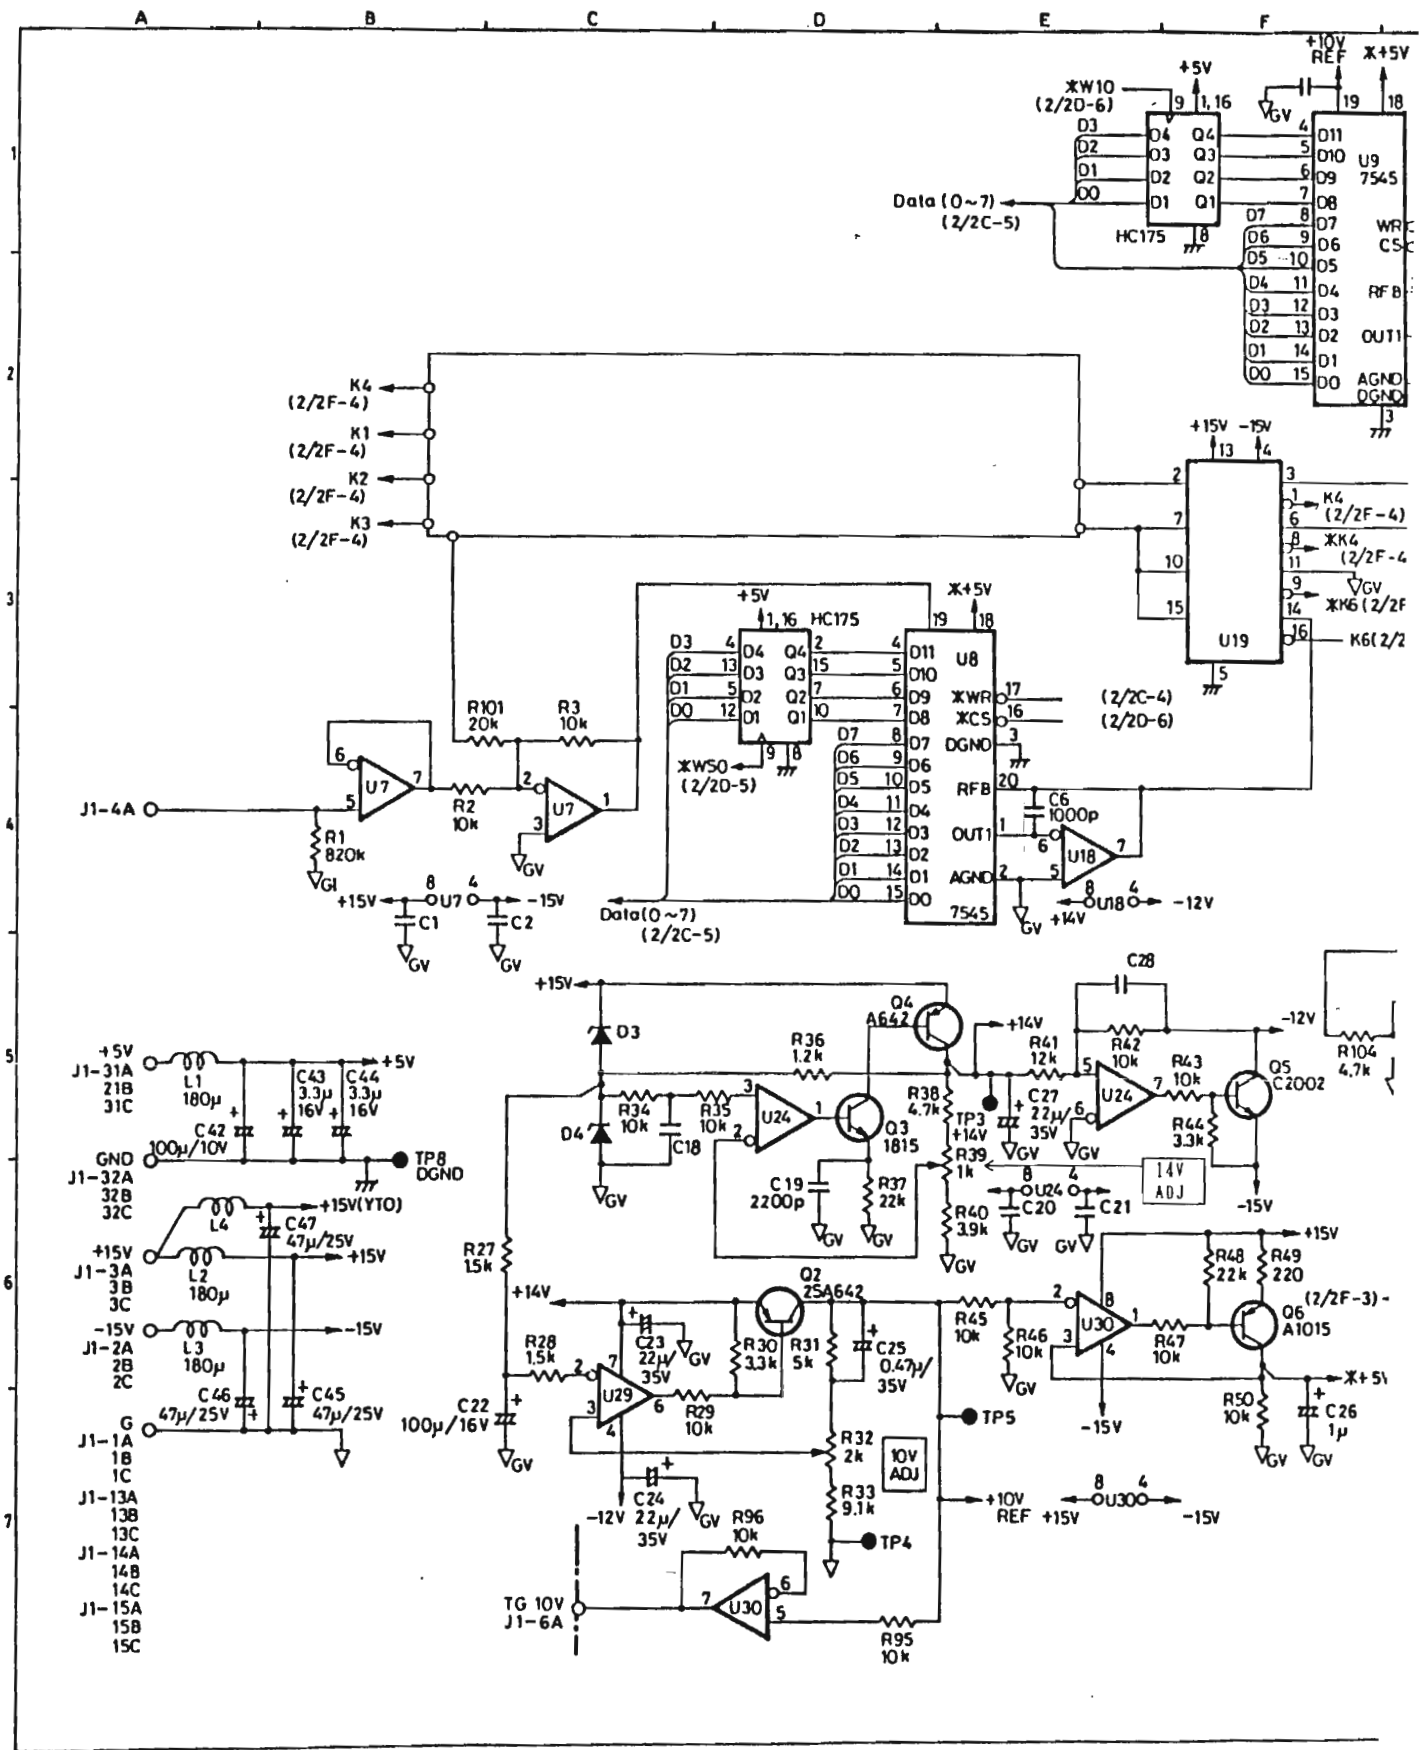 A B C D E F
1
2
3
4
5
6
7
+10V
REF
*+5V
+5V
*W10
(2/2D-6)
9 1,16
19 18
GV
D3 D4 Q4 4 D11
D2 D3 Q3 5 D10 U9
D1 D2 Q2 6 D9 7545
D0 D1 Q1 7 D8
Data(0~7)
(2/2C-5)
HC175 8
D7 8 D7 WR
D6 9 D6 CS
D5 10 D5
D4 11 D4 RFB
D3 12 D3
D2 13 D2 OUT1
D1 14 D1
D0 15 D0 AGND
DGND
3
K4
(2/2F-4)
K1
(2/2F-4)
K2
(2/2F-4)
K3
(2/2F-4)
+15V -15V
13 4
2 3
1 K4
(2/2F-4)
7 6
8 *K4
(2/2F-4
10 11
GV
9 *K6(2/2F
15 14
16 K6(2/2
U19
5
+5V
1,16 HC175
*+5V
19 18
D3 4 D4 Q4 2 4 D11 U8
D2 13 D3 Q3 15 5 D10
D1 5 D2 Q2 7 6 D9 *WR 17 (2/2C-4)
D0 12 D1 Q1 10 7 D8 *CS 16 (2/2D-6)
9 8
*W50
(2/2D-5)
D7 8 D7 DGND 3
D6 9 D6
D5 10 D5 RFB 20
D4 11 D4
D3 12 D3 OUT1 1
D2 13 D2
D1 14 D1 AGND 2
D0 15 D0
7545
C6
1000p
6 U18 7
5
GV
8 U18 4
+14V -12V
Data(0~7)
(2/2C-5)
R101
20k
R3
10k
J1-4A
6 U7 7
5
R1
820k
GI
R2
10k
2 U7 1
3
GV
+15V 8 U7 4 -15V
C1 C2
GV GV
+15V
D3
D4
GV
Q4
A642
+14V
R36
1.2k
R34
10k
C18
R35
10k
3 U24 1
2
Q3
1815
C19
2200p
R37
22k
GV GV
R38
4.7k
R39
1k
R40
3.9k
GV
TP3
+14V
C27
22μ/
35V
GV
R41
12k
C28
R42
10k
5 U24 7
6
GV
R43
10k
R44
3.3k
Q5
C2002
-12V
-15V
R104
4.7k
14V
ADJ
8 U24 4
C20 C21
GV GV
+5V
J1-31A
21B
31C
L1
180μ
+5V
C42
100μ/10V
C43
3.3μ
16V
C44
3.3μ
16V
GND
J1-32A
32B
32C
TP8
DGND
L4
+15V(YTO)
C47
47μ/25V
+15V
J1-3A
3B
3C
L2
180μ
+15V
-15V
J1-2A
2B
2C
L3
180μ
-15V
C46
47μ/25V
C45
47μ/25V
G
J1-1A
1B
1C
J1-13A
13B
13C
J1-14A
14B
14C
J1-15A
15B
15C
R27
1.5k
+14V
R28
1.5k
C22
100μ/16V
GV
2 U29 6
3
7
4
C23
22μ/
35V
GV
R29
10k
-12V
C24
22μ/
35V
GV
Q2
2SA642
R30
3.3k
R31
5k
C25
0.47μ/
35V
R32
2k
R33
9.1k
10V
ADJ
TP4
TP5
+10V
REF
R45
10k
R46
10k
GV
2 U30 1
3
8
4
-15V
R47
10k
R48
22k
R49
220
+15V
Q6
A1015
(2/2F-3)
*+5V
R50
10k
GV
C26
1μ
GV
8 U30 4
+15V -15V
R96
10k
TG 10V
J1-6A
7 U30 6
5
R95
10k